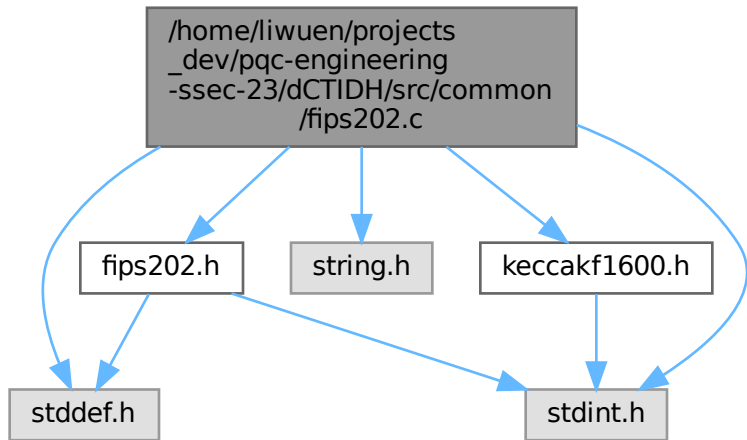 /home/liwuen/projects
_dev/pqc-engineering
-ssec-23/dCTIDH/src/common
/fips202.c
fips202.h
string.h
keccakf1600.h
stddef.h
stdint.h